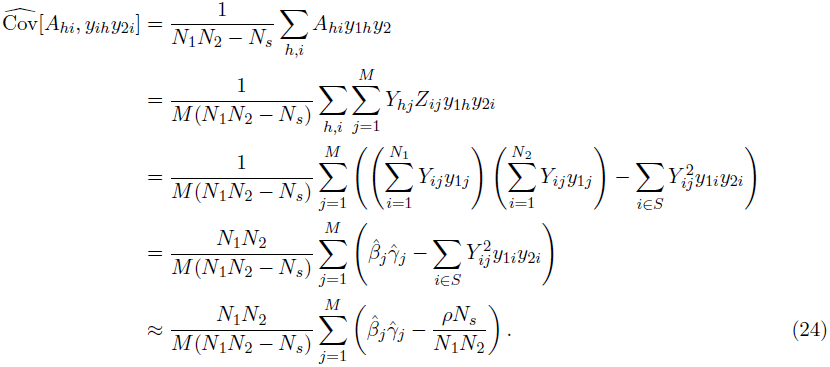 \widehat{Cov}[A_{hi}, y_{ih}y_{2i}] = \frac{1}{N_1N_2 - N_s} \sum_{h,i} A_{hi}y_{1h}y_2
= \frac{1}{M(N_1N_2 - N_s)} \sum_{h,i} \sum_{j=1}^{M} Y_{hj}Z_{ij}y_{1h}y_{2i}
= \frac{1}{M(N_1N_2 - N_s)} \sum_{j=1}^{M} \left( \left( \sum_{i=1}^{N_1} Y_{ij}y_{1j} \right) \left( \sum_{i=1}^{N_2} Y_{ij}y_{1j} \right) - \sum_{i \in S} Y_{ij}^2 y_{1i}y_{2i} \right)
= \frac{N_1N_2}{M(N_1N_2 - N_s)} \sum_{j=1}^{M} \left( \hat{\beta}_j \hat{\gamma}_j - \sum_{i \in S} Y_{ij}^2 y_{1i}y_{2i} \right)
\approx \frac{N_1N_2}{M(N_1N_2 - N_s)} \sum_{j=1}^{M} \left( \hat{\beta}_j \hat{\gamma}_j - \frac{\rho N_s}{N_1N_2} \right). (24)